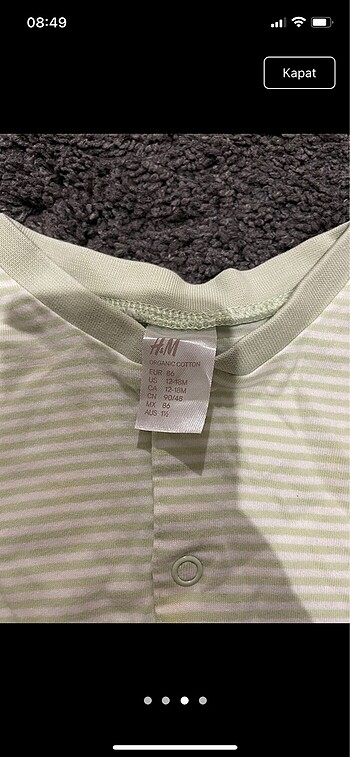 08:49
Kapat
H&M
ORGANIC COTTON
EUR 86
US 12-18M
CA 12-18M
CN 90/48
MX 86
AUS 1½